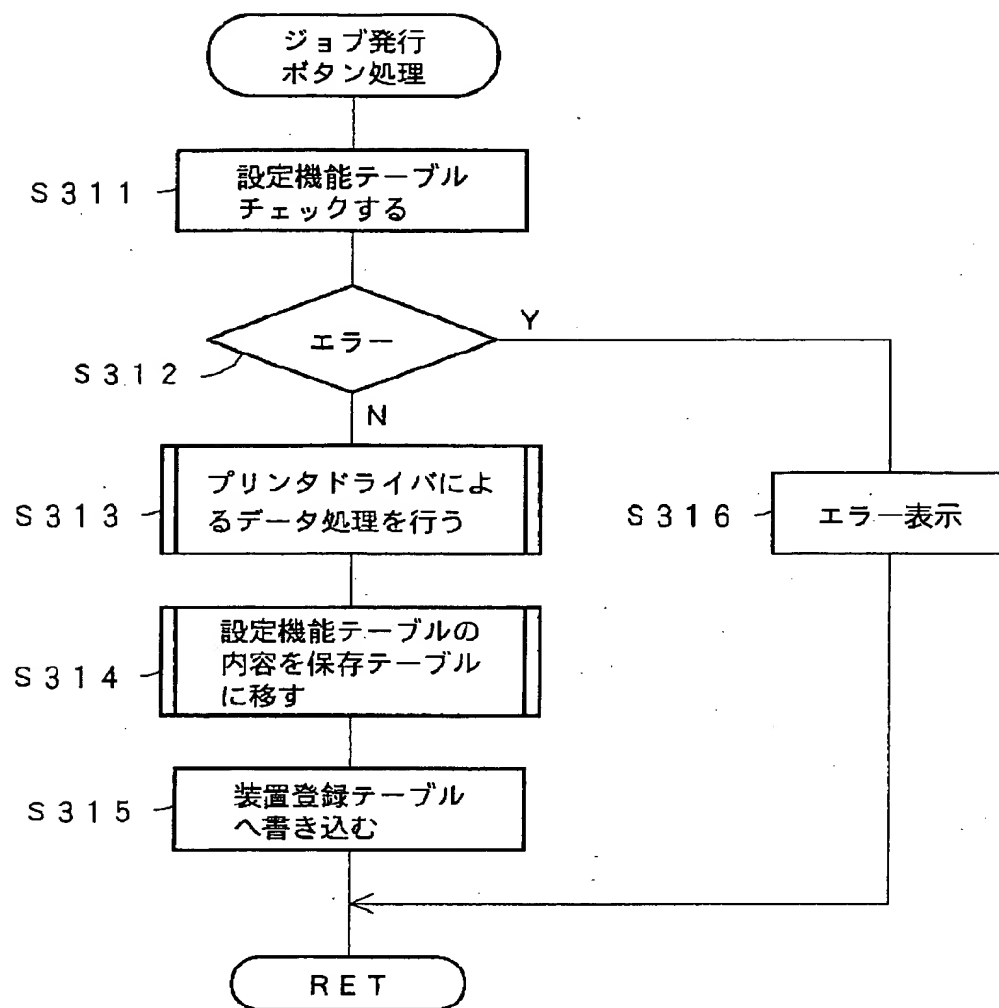 ジョブ発行
ボタン処理
S311
設定機能テーブル
チェックする
エラー
Y
S312
N
S313
プリンタドライバによ
るデータ処理を行う
S316
エラー表示
S314
設定機能テーブルの
内容を保存テーブル
に移す
S315
装置登録テーブル
へ書き込む
RET